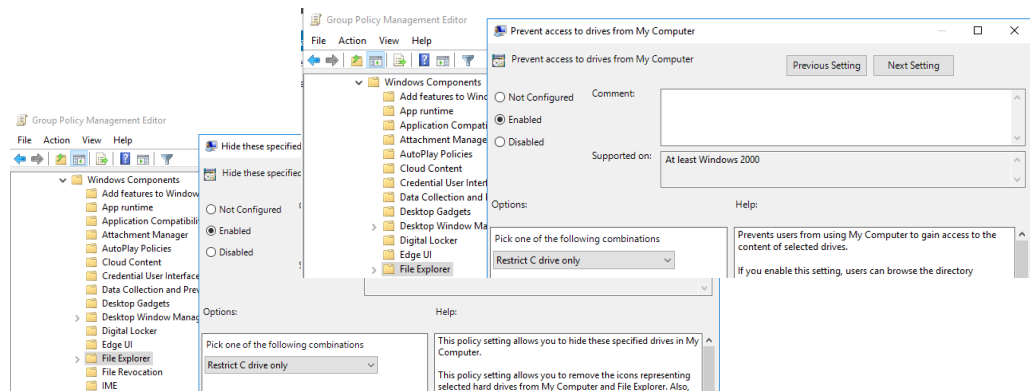 Group Policy Management Editor
File Action View Help
Windows Components
Add features to Winc
App runtime
Application Compati
Attachment Manage
AutoPlay Policies
Cloud Content
Credential User Interf
Data Collection and I
Desktop Gadgets
Desktop Window Ma
Digital Locker
Edge UI
File Explorer
Prevent access to drives from My Computer
Prevent access to drives from My Computer
Previous Setting
Next Setting
Not Configured
Enabled
Disabled
Comment:
Supported on:
At least Windows 2000
Options:
Help:
Pick one of the following combinations
Restrict C drive only
Prevents users from using My Computer to gain access to the
content of selected drives.
If you enable this setting, users can browse the directory
Group Policy Management Editor
File Action View Help
Windows Components
Add features to Window
App runtime
Application Compatibili
Attachment Manager
AutoPlay Policies
Cloud Content
Credential User Interface
Data Collection and Prev
Desktop Gadgets
Desktop Window Manag
Digital Locker
Edge UI
File Explorer
File Revocation
IME
Hide these specified
Hide these specified
Not Configured
Enabled
Disabled
Options:
Help:
Pick one of the following combinations
Restrict C drive only
This policy setting allows you to hide these specified drives in My
Computer.
This policy setting allows you to remove the icons representing
selected hard drives from My Computer and File Explorer. Also,